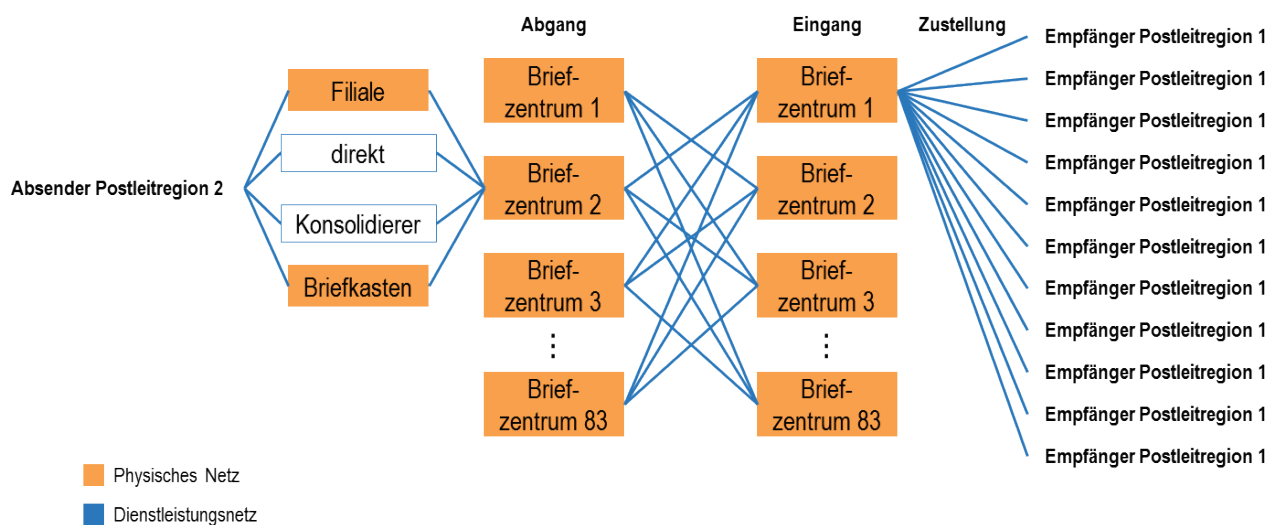 Abgang
Eingang
Zustellung
Absender Postleitregion 2
Filiale
direkt
Konsolidierer
Briefkasten
Brief-
zentrum 1
Brief-
zentrum 2
Brief-
zentrum 3
⋮
Brief-
zentrum 83
Brief-
zentrum 1
Brief-
zentrum 2
Brief-
zentrum 3
⋮
Brief-
zentrum 83
Empfänger Postleitregion 1
Empfänger Postleitregion 1
Empfänger Postleitregion 1
Empfänger Postleitregion 1
Empfänger Postleitregion 1
Empfänger Postleitregion 1
Empfänger Postleitregion 1
Empfänger Postleitregion 1
Empfänger Postleitregion 1
Empfänger Postleitregion 1
Empfänger Postleitregion 1
Physisches Netz
Dienstleistungsnetz